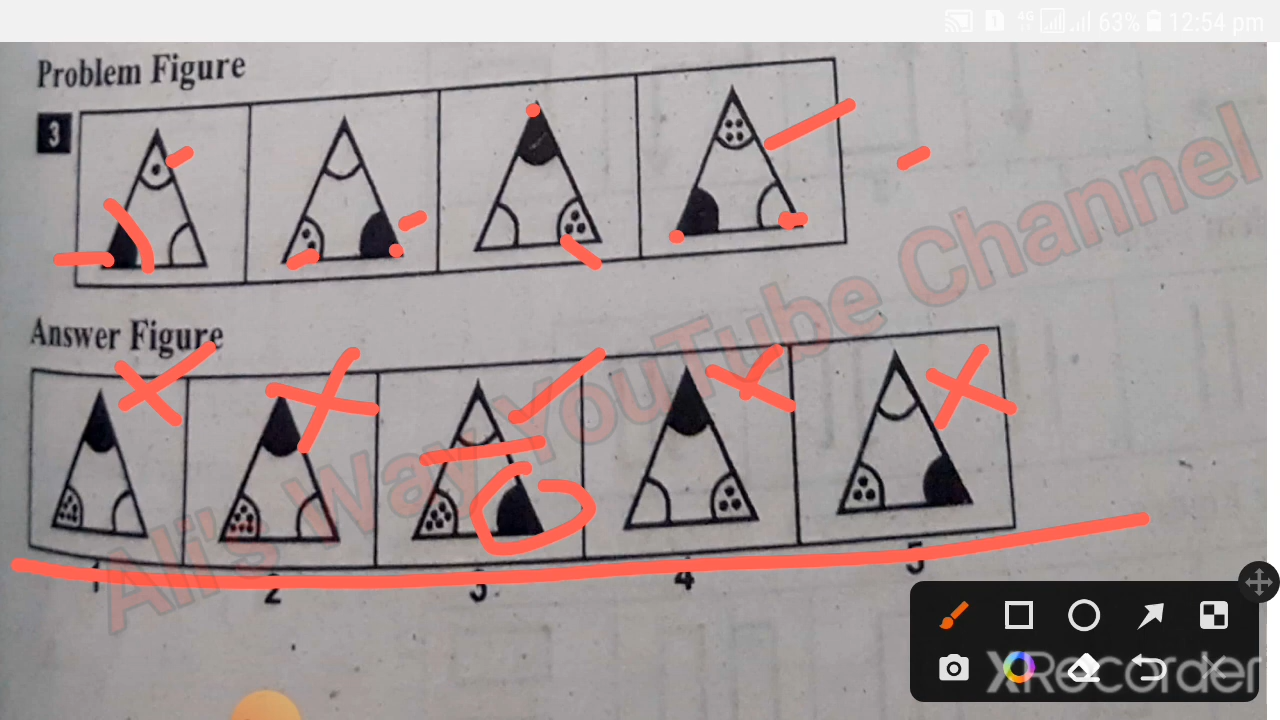 4G 63% 12:54 pm
Problem Figure
3
Answer Figure
Ali's Way YouTube Channel
1 2 3 4 5
XRecorder